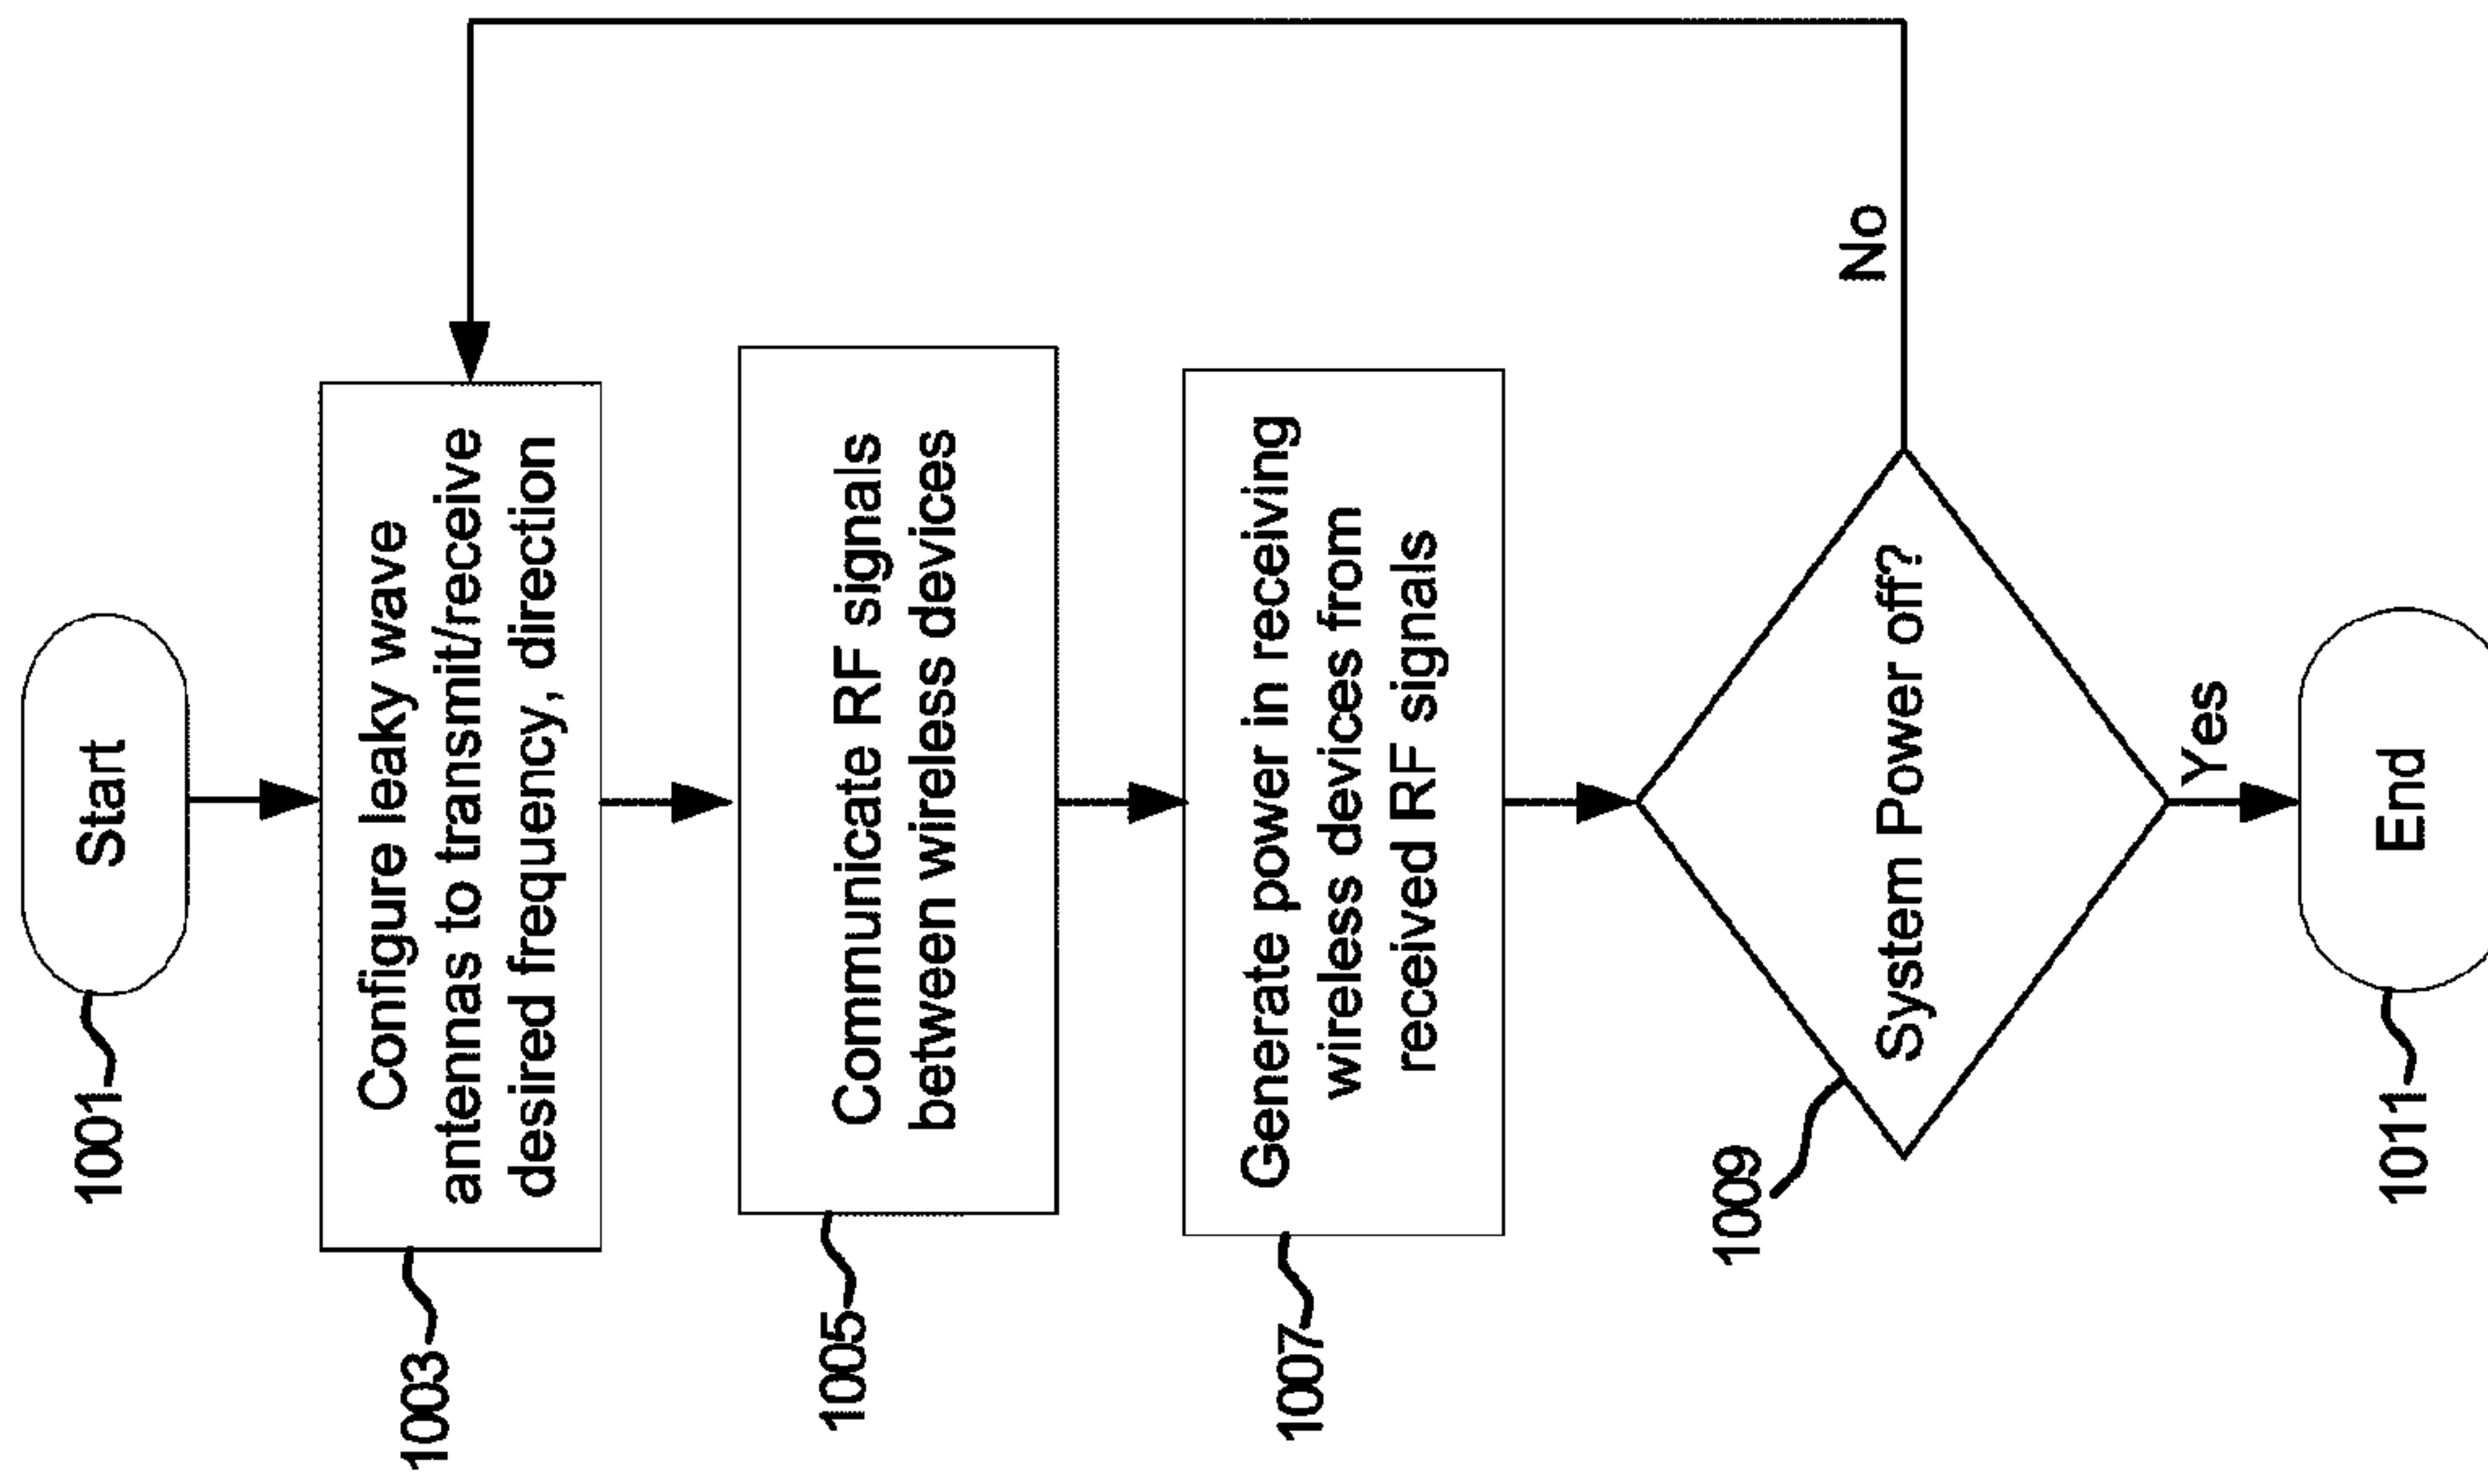 Start
1001
Configure leaky wave
antennas to transmit/receive
desired frequency, direction
1003
Communicate RF signals
between wireless devices
1005
Generate power in receiving
wireless devices from
received RF signals
1007
System Power off?
1009
No
Yes
End
1011